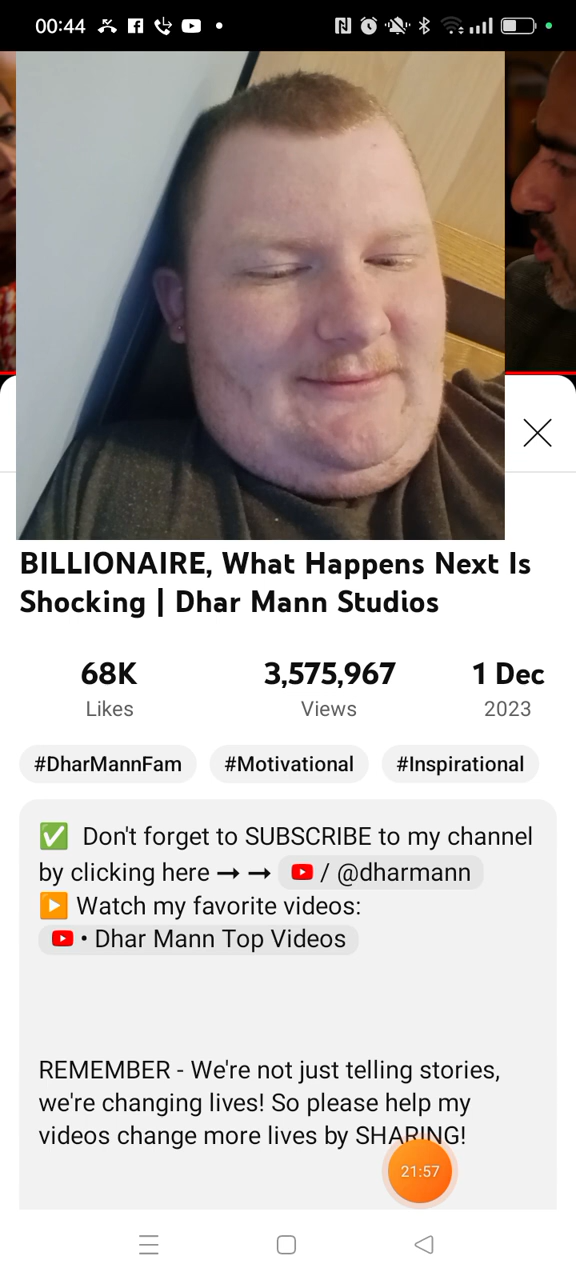 00:44
BILLIONAIRE, What Happens Next Is
Shocking | Dhar Mann Studios
68K 3,575,967 1 Dec
Likes Views 2023
#DharMannFam #Motivational #Inspirational
✅ Don't forget to SUBSCRIBE to my channel
by clicking here ➞ ➞ / @dharmann
▶️ Watch my favorite videos:
• Dhar Mann Top Videos
REMEMBER - We're not just telling stories,
we're changing lives! So please help my
videos change more lives by SHARING!
21:57